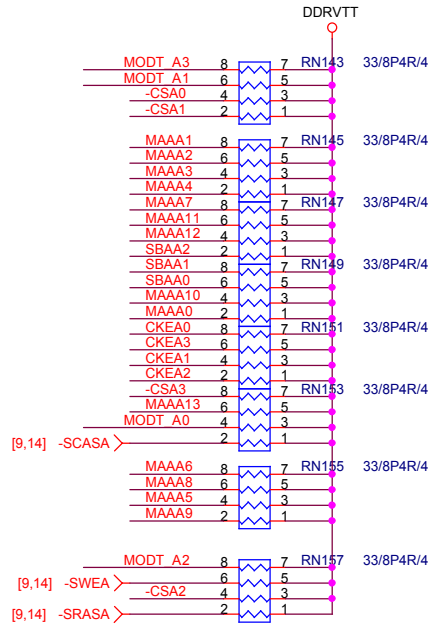 DDRVTT
MODT_A3 8 7 RN143 33/8P4R/4
MODT_A1 6 5
-CSA0 4 3
-CSA1 2 1
MAAA1 8 7 RN145 33/8P4R/4
MAAA2 6 5
MAAA3 4 3
MAAA4 2 1
MAAA7 8 7 RN147 33/8P4R/4
MAAA11 6 5
MAAA12 4 3
SBAA2 2 1
SBAA1 8 7 RN149 33/8P4R/4
SBAA0 6 5
MAAA10 4 3
MAAA0 2 1
CKEA0 8 7 RN151 33/8P4R/4
CKEA3 6 5
CKEA1 4 3
CKEA2 2 1
-CSA3 8 7 RN153 33/8P4R/4
MAAA13 6 5
MODT_A0 4 3
[9,14] -SCASA 2 1
MAAA6 8 7 RN155 33/8P4R/4
MAAA8 6 5
MAAA5 4 3
MAAA9 2 1
MODT_A2 8 7 RN157 33/8P4R/4
[9,14] -SWEA 6 5
-CSA2 4 3
[9,14] -SRASA 2 1